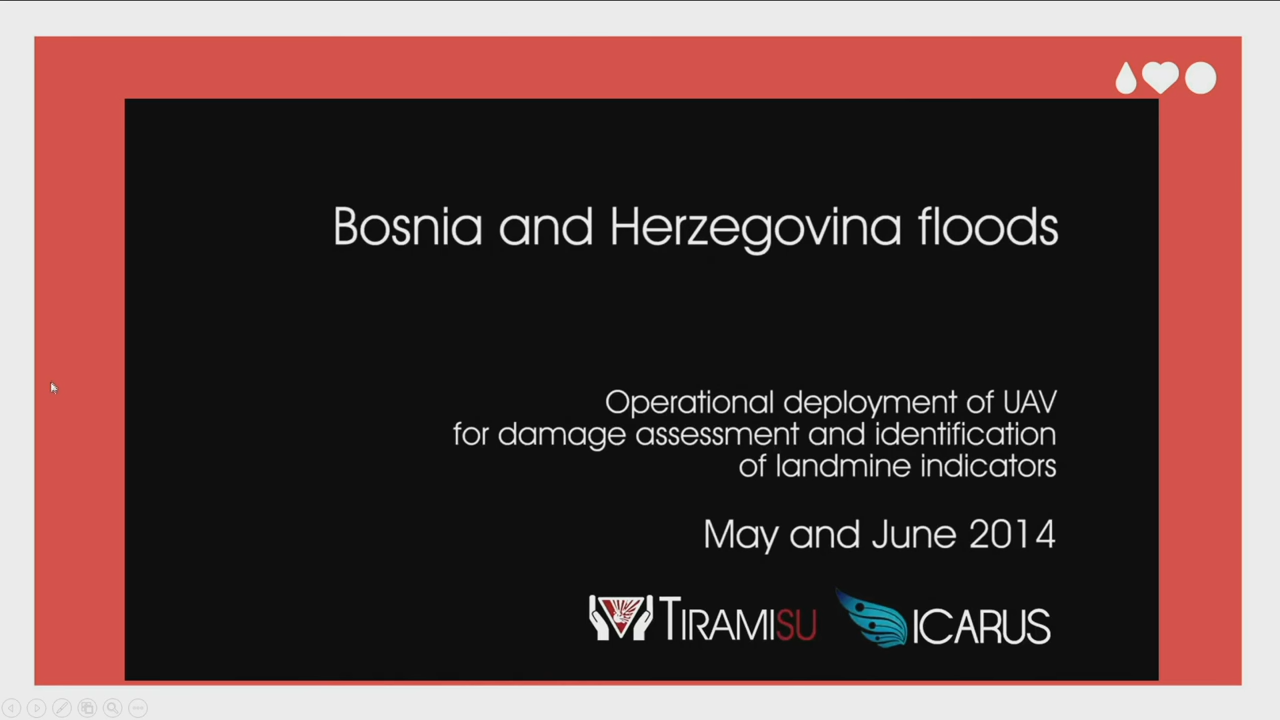 Bosnia and Herzegovina floods
Operational deployment of UAV
for damage assessment and identification
of landmine indicators
May and June 2014
TIRAMISU
ICARUS